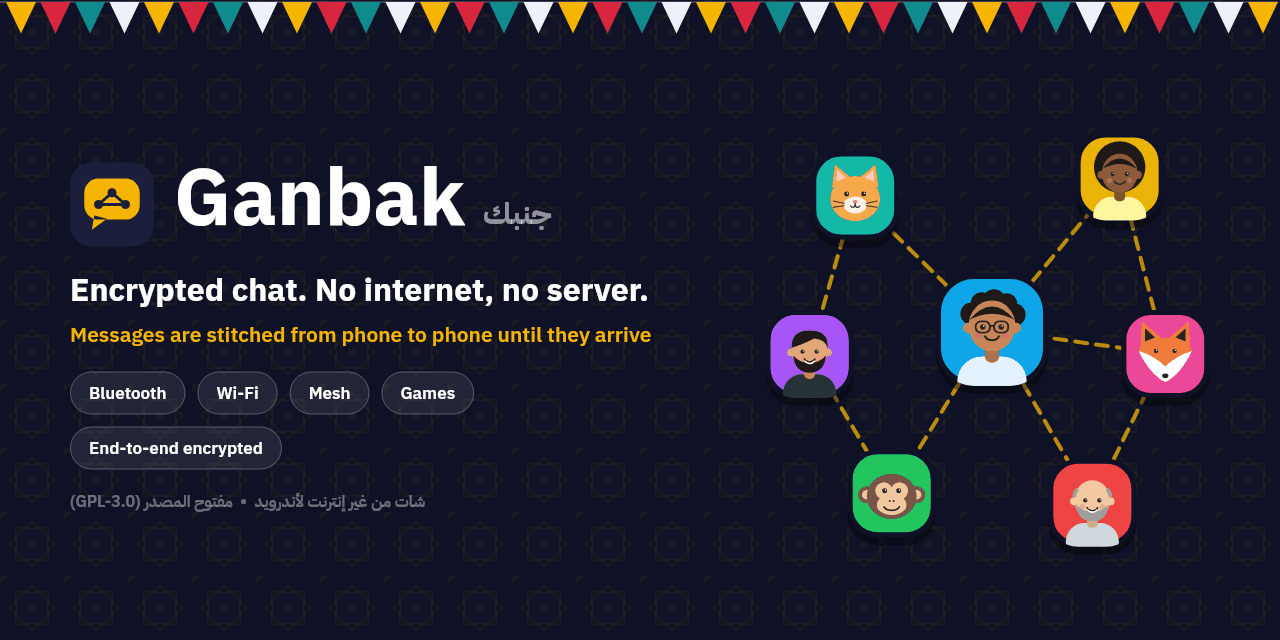 Ganbak جنبك
Encrypted chat. No internet, no server.
Messages are stitched from phone to phone until they arrive
Bluetooth Wi-Fi Mesh Games
End-to-end encrypted
شات من غير إنترنت لأندرويد • مفتوح المصدر (GPL-3.0)